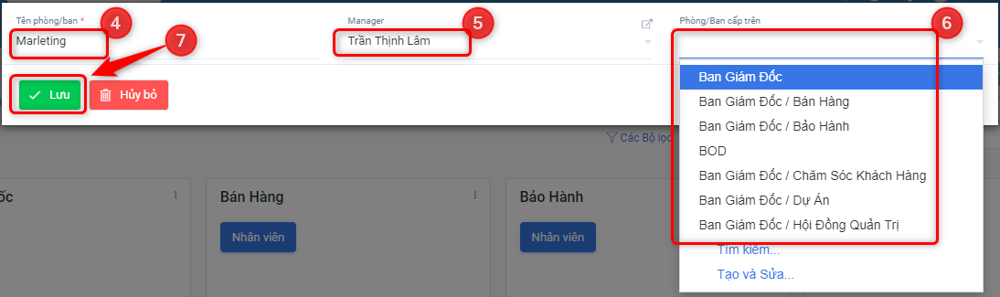 Tên phòng/ban *
4
Manager
5
Phòng/Ban cấp trên
6
Marleting
Trần Thịnh Lâm
7
Lưu
Hủy bỏ
Ban Giám Đốc
Ban Giám Đốc / Bán Hàng
Ban Giám Đốc / Bảo Hành
BOD
Ban Giám Đốc / Chăm Sóc Khách Hàng
Ban Giám Đốc / Dự Án
Ban Giám Đốc / Hội Đồng Quản Trị
Tìm kiếm...
Tạo và Sửa...
Các Bộ lọc
ốc
Bán Hàng
Bảo Hành
Nhân viên
Nhân viên